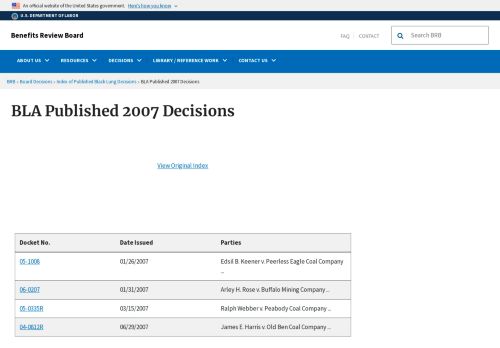 An official website of the United States government. Here's how you know
U.S. DEPARTMENT OF LABOR
Benefits Review Board
FAQ CONTACT
Search BRB
ABOUT US RESOURCES DECISIONS LIBRARY / REFERENCE WORK CONTACT US
BRB » Board Decisions » Index of Published Black Lung Decisions » BLA Published 2007 Decisions
BLA Published 2007 Decisions
View Original Index
Docket No. Date Issued Parties
05-1008 01/26/2007 Edsil B. Keener v. Peerless Eagle Coal Company
...
06-0207 01/31/2007 Arley H. Rose v. Buffalo Mining Company ...
05-0335R 03/15/2007 Ralph Webber v. Peabody Coal Company ...
04-0812R 06/29/2007 James E. Harris v. Old Ben Coal Company ...